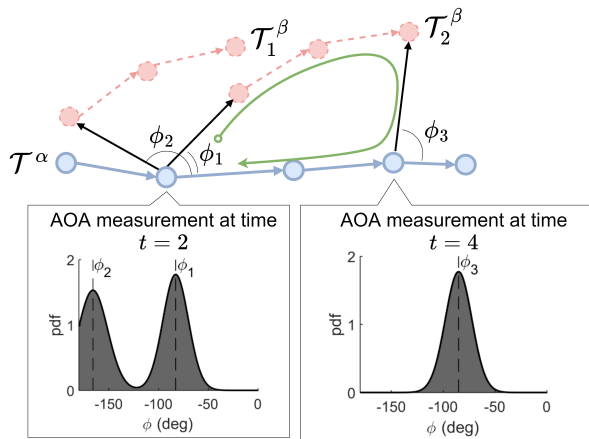 𝒯₁^β
𝒯₂^β
ϕ₂
ϕ₁
ϕ₃
𝒯^α
AOA measurement at time
t = 2
AOA measurement at time
t = 4
2
ϕ₂
ϕ₁
1
pdf
0
-150
-100
-50
0
ϕ (deg)
2
ϕ₃
1
pdf
0
-150
-100
-50
0
ϕ (deg)